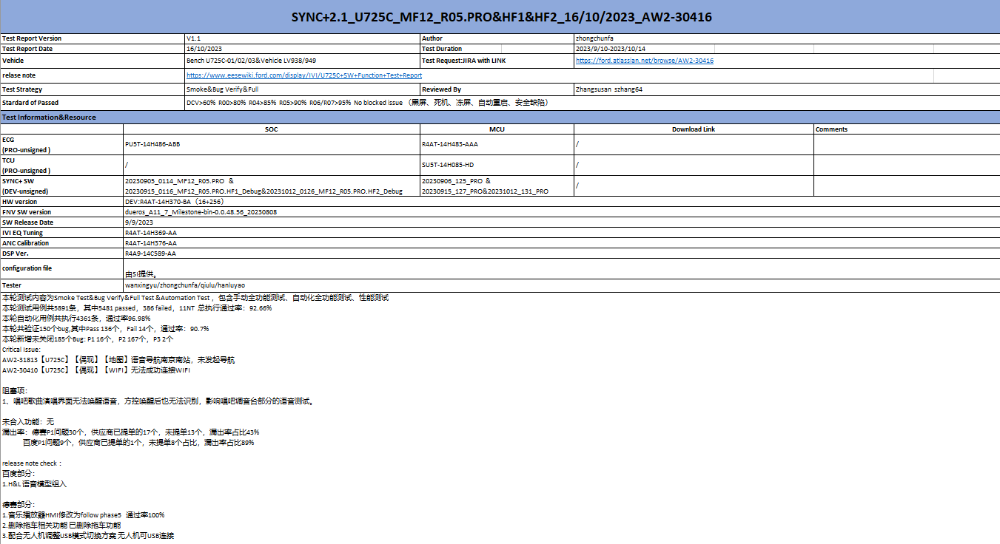 SYNC+2.1_U725C_MF12_R05.PRO&HF1&HF2_16/10/2023_AW2-30416
Test Report Version V1.1 Author zhongchunfa
Test Report Date 16/10/2023 Test Duration 2023/9/10-2023/10/14
Vehicle Bench U725C-01/02/03&Vehicle LV938/949 Test Request:JIRA with LINK https://ford.atlassian.net/browse/AW2-30416
relase note https://www.eesewiki.ford.com/display/IVI/U725C+SW+Function+Test+Report
Test Strategy Smoke&Bug Verify&Full Reviewed By Zhangsusan szhang64
Stardard of Passed DCV>60% R00>80% R04>85% R05>90% R06/R07>95% No blocked issue （黑屏、死机、冻屏、自动重启、安全缺陷）
Test Information&Resource
SOC MCU Download Link Comments
ECG
(PRO-unsigned ) PU5T-14H486-ABB R4AT-14H483-AAA /
TCU
(PRO-unsigned ) / SU5T-14H085-HD /
SYNC+ SW 20230905_0114_MF12_R05.PRO & 20230906_125_PRO &
(DEV-unsigned) 20230915_0116_MF12_R05.PRO.HF1_Debug&20231012_0126_MF12_R05.PRO.HF2_Debug 20230915_127_PRO&20231012_131_PRO /
HW version DEV:R4AT-14H370-BA（16+256）
FNV SW version dueros_A11_7_Milestone-bin-0.0.48.56_20230808
SW Release Date 9/9/2023
IVI EQ Tuning R4AT-14H369-AA
ANC Calibration R4AT-14H376-AA
DSP Ver. R4A9-14C589-AA
configuration file 由SI提供。
Tester wanxingyu/zhongchunfa/qiulu/hanluyao
本轮测试内容为Smoke Test&Bug Verify&Full Test &Automation Test ，包含手动全功能测试、自动化全功能测试、性能测试
本轮测试用例共5891条，其中5481 passed，386 failed，11NT 总执行通过率：92.66%
本轮自动化用例共执行4361条，通过率96.98%
本轮共验证150个bug,其中Pass 136个，Fail 14个，通过率：90.7%
本轮新增未关闭185个Bug: P1 16个，P2 167个，P3 2个
Critical Issue:
AW2-31813【U725C】【偶现】【地图】语音导航南京南站，未发起导航
AW2-30410【U725C】【偶现】【WIFI】无法成功连接WIFI
阻塞项：
1、唱吧歌曲演唱界面无法唤醒语音，方控唤醒后也无法识别，影响唱吧调音台部分的语音测试。
未合入功能：无
漏出率：德赛P1问题30个，供应商已提单的17个，未提单13个，漏出率占比43%
百度P1问题9个，供应商已提单的1个，未提单8个占比，漏出率占比89%
release note check：
百度部分：
1.H&L 语音模型组入
德赛部分：
1.音乐播放器HMI修改为follow phase5 通过率100%
2.删除拖车相关功能 已删除拖车功能
3.配合无人机调整USB模式切换方案 无人机可USB连接